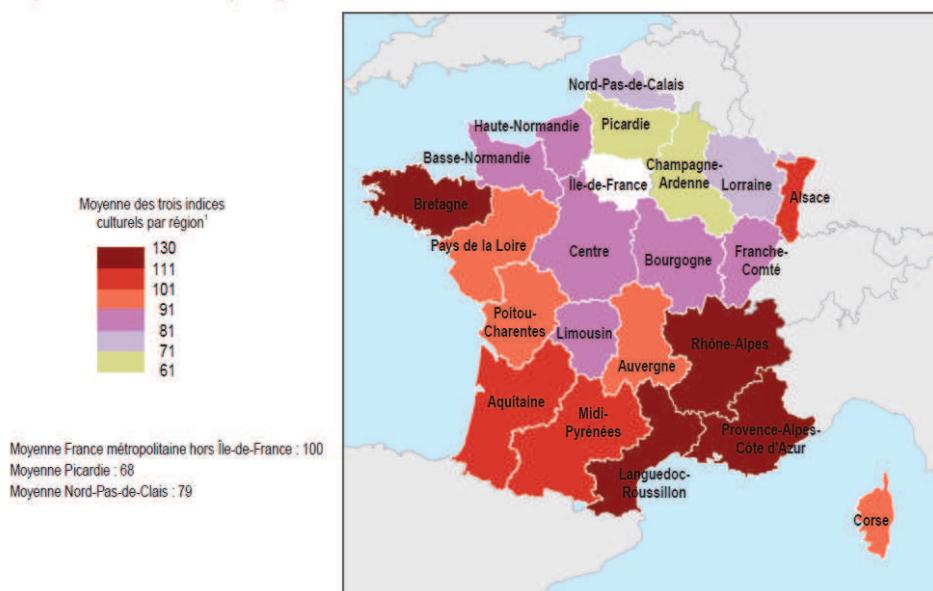 Moyenne des trois indices
culturels par région¹
130
111
101
91
81
71
61
Moyenne France métropolitaine hors Île-de-France : 100
Moyenne Picardie : 68
Moyenne Nord-Pas-de-Clais : 79
Nord-Pas-de-Calais
Picardie
Haute-Normandie
Basse-Normandie
Île-de-France
Champagne-
Ardenne
Lorraine
Alsace
Bretagne
Pays de la Loire
Centre
Bourgogne
Franche-
Comté
Poitou-
Charentes
Limousin
Auvergne
Rhône-Alpes
Aquitaine
Midi-
Pyrénées
Languedoc-
Roussillon
Provence-Alpes-
Côte d'Azur
Corse